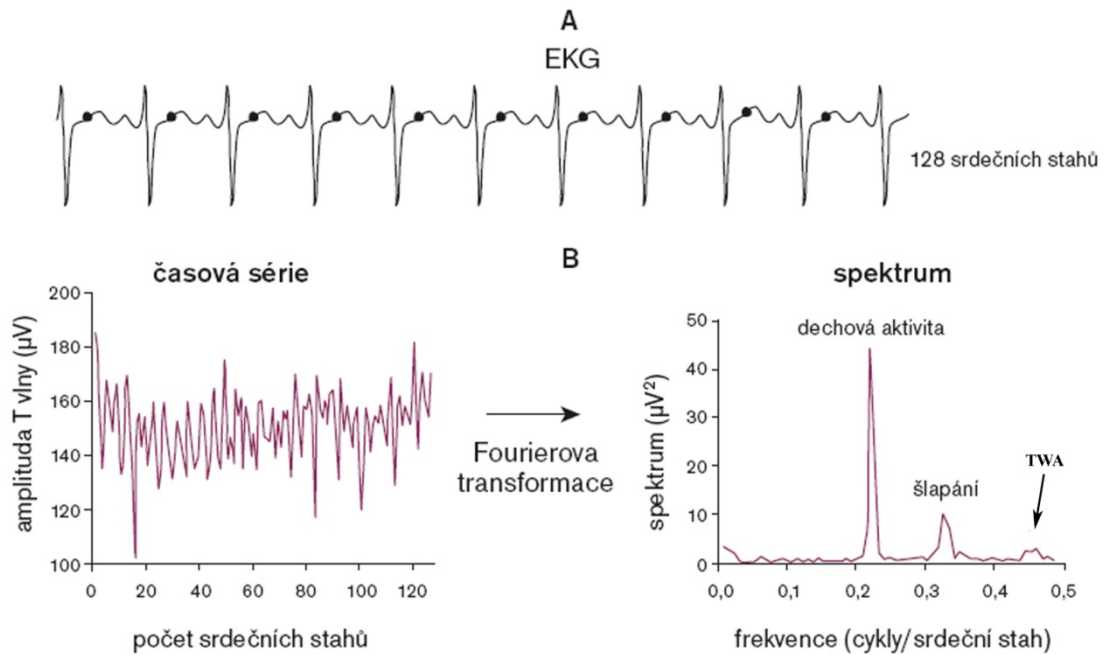 A
EKG
128 srdečních stahů
B
časová série
amplituda T vlny (µV)
200
180
160
140
120
100
0 20 40 60 80 100 120
počet srdečních stahů
Fourierova
transformace
spektrum
spektrum (µV²)
50
40
30
20
10
0
dechová aktivita
šlapání
TWA
0,0 0,1 0,2 0,3 0,4 0,5
frekvence (cykly/srdeční stah)